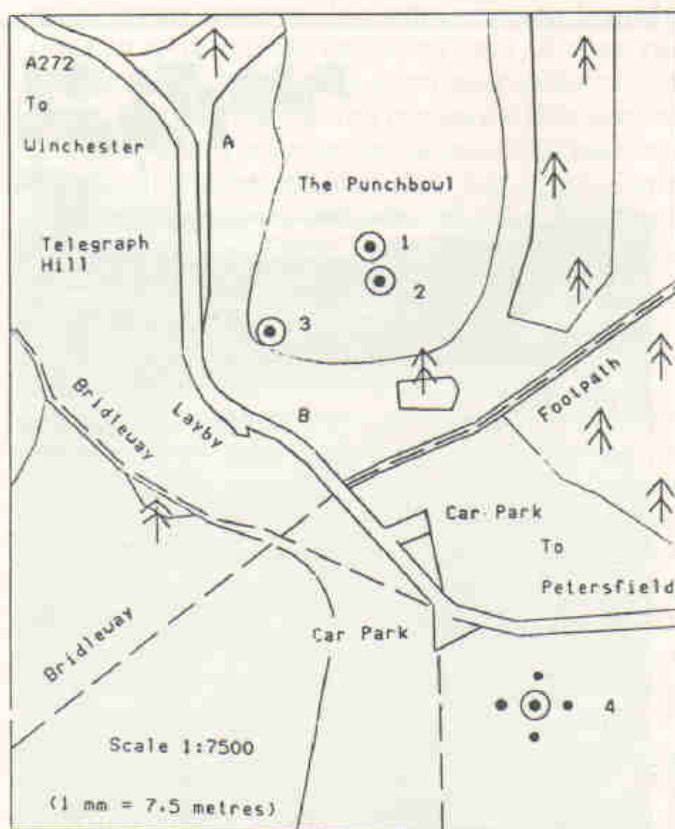 A272
To
Winchester
A
The Punchbowl
Telegraph
Hill
1
2
3
Bridleway
Layby
B
Footpath
Car Park
To
Petersfield
Bridleway
Car Park
4
Scale 1:7500
(1 mm = 7.5 metres)